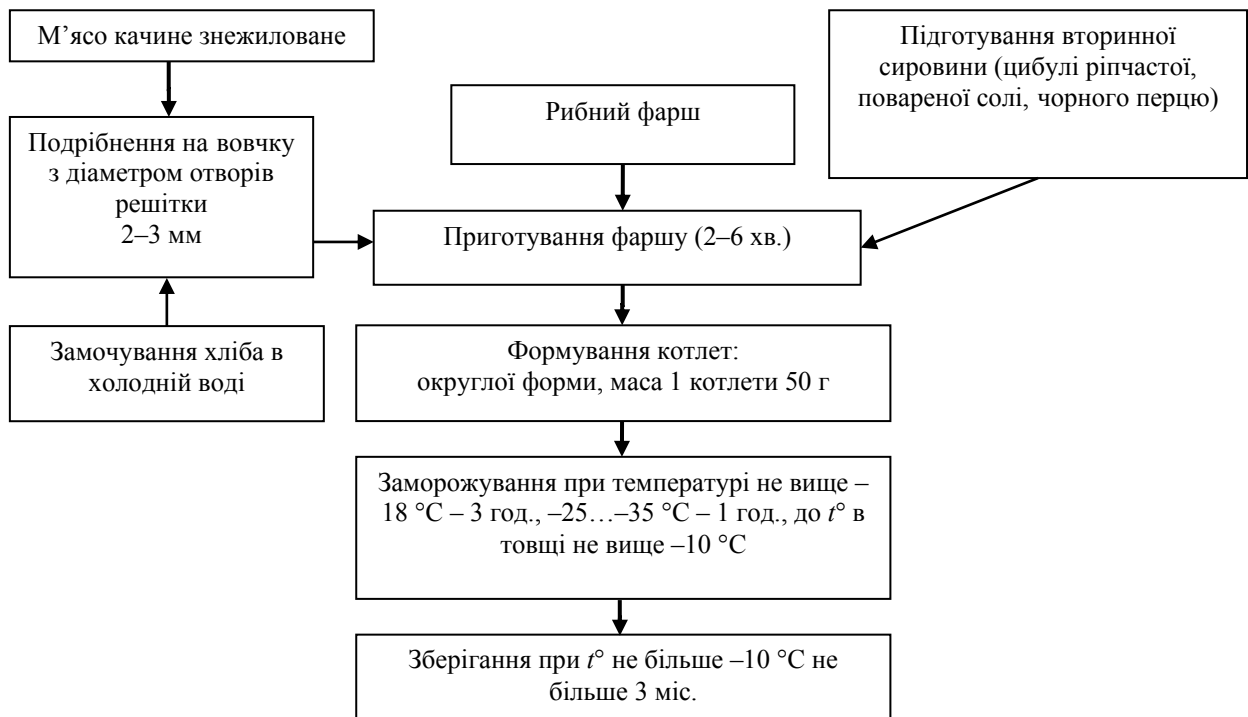 М’ясо качине знежиловане
Подрібнення на вовчку
з діаметром отворів
решітки
2–3 мм
Замочування хліба в
холодній воді
Рибний фарш
Підготування вторинної
сировини (цибулі ріпчастої,
повареної солі, чорного перцю)
Приготування фаршу (2–6 хв.)
Формування котлет:
округлої форми, маса 1 котлети 50 г
Заморожування при температурі не вище –
18 °С – 3 год., –25…–35 °С – 1 год., до t° в
товщі не вище –10 °С
Зберігання при t° не більше –10 °С не
більше 3 міс.